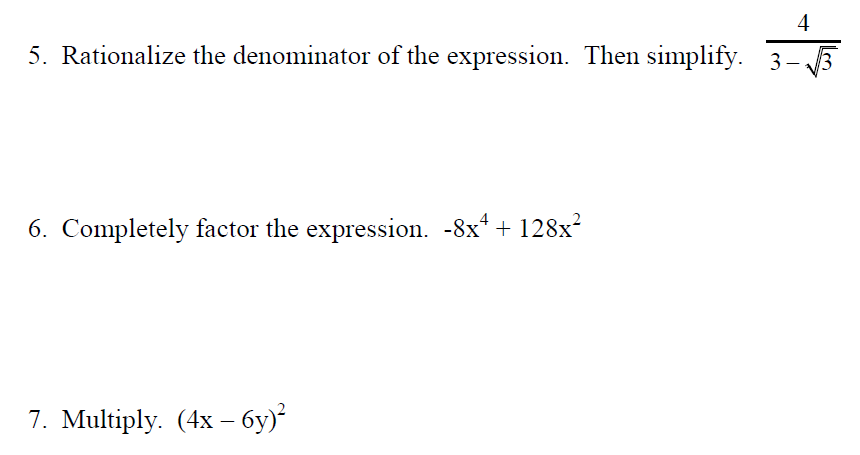 5. Rationalize the denominator of the expression. Then simplify. 4 / (3 – √3)
6. Completely factor the expression. -8x⁴ + 128x²
7. Multiply. (4x – 6y)²